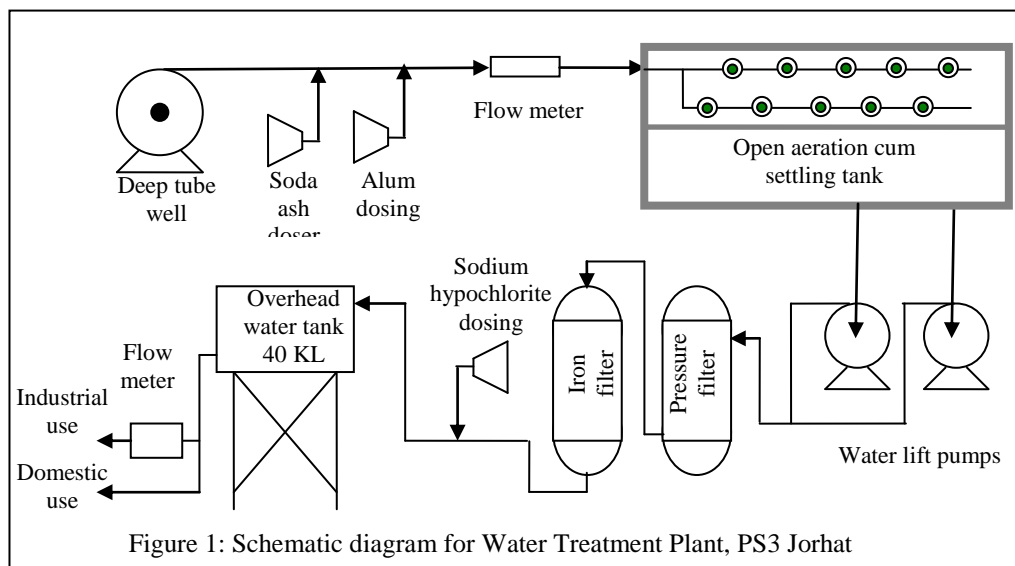 Flow meter
Deep tube
well
Soda
ash
doser
Alum
dosing
Open aeration cum
settling tank
Sodium
hypochlorite
dosing
Overhead
water tank
40 KL
Flow
meter
Industrial
use
Domestic
use
Iron
filter
Pressure
filter
Water lift pumps
Figure 1: Schematic diagram for Water Treatment Plant, PS3 Jorhat